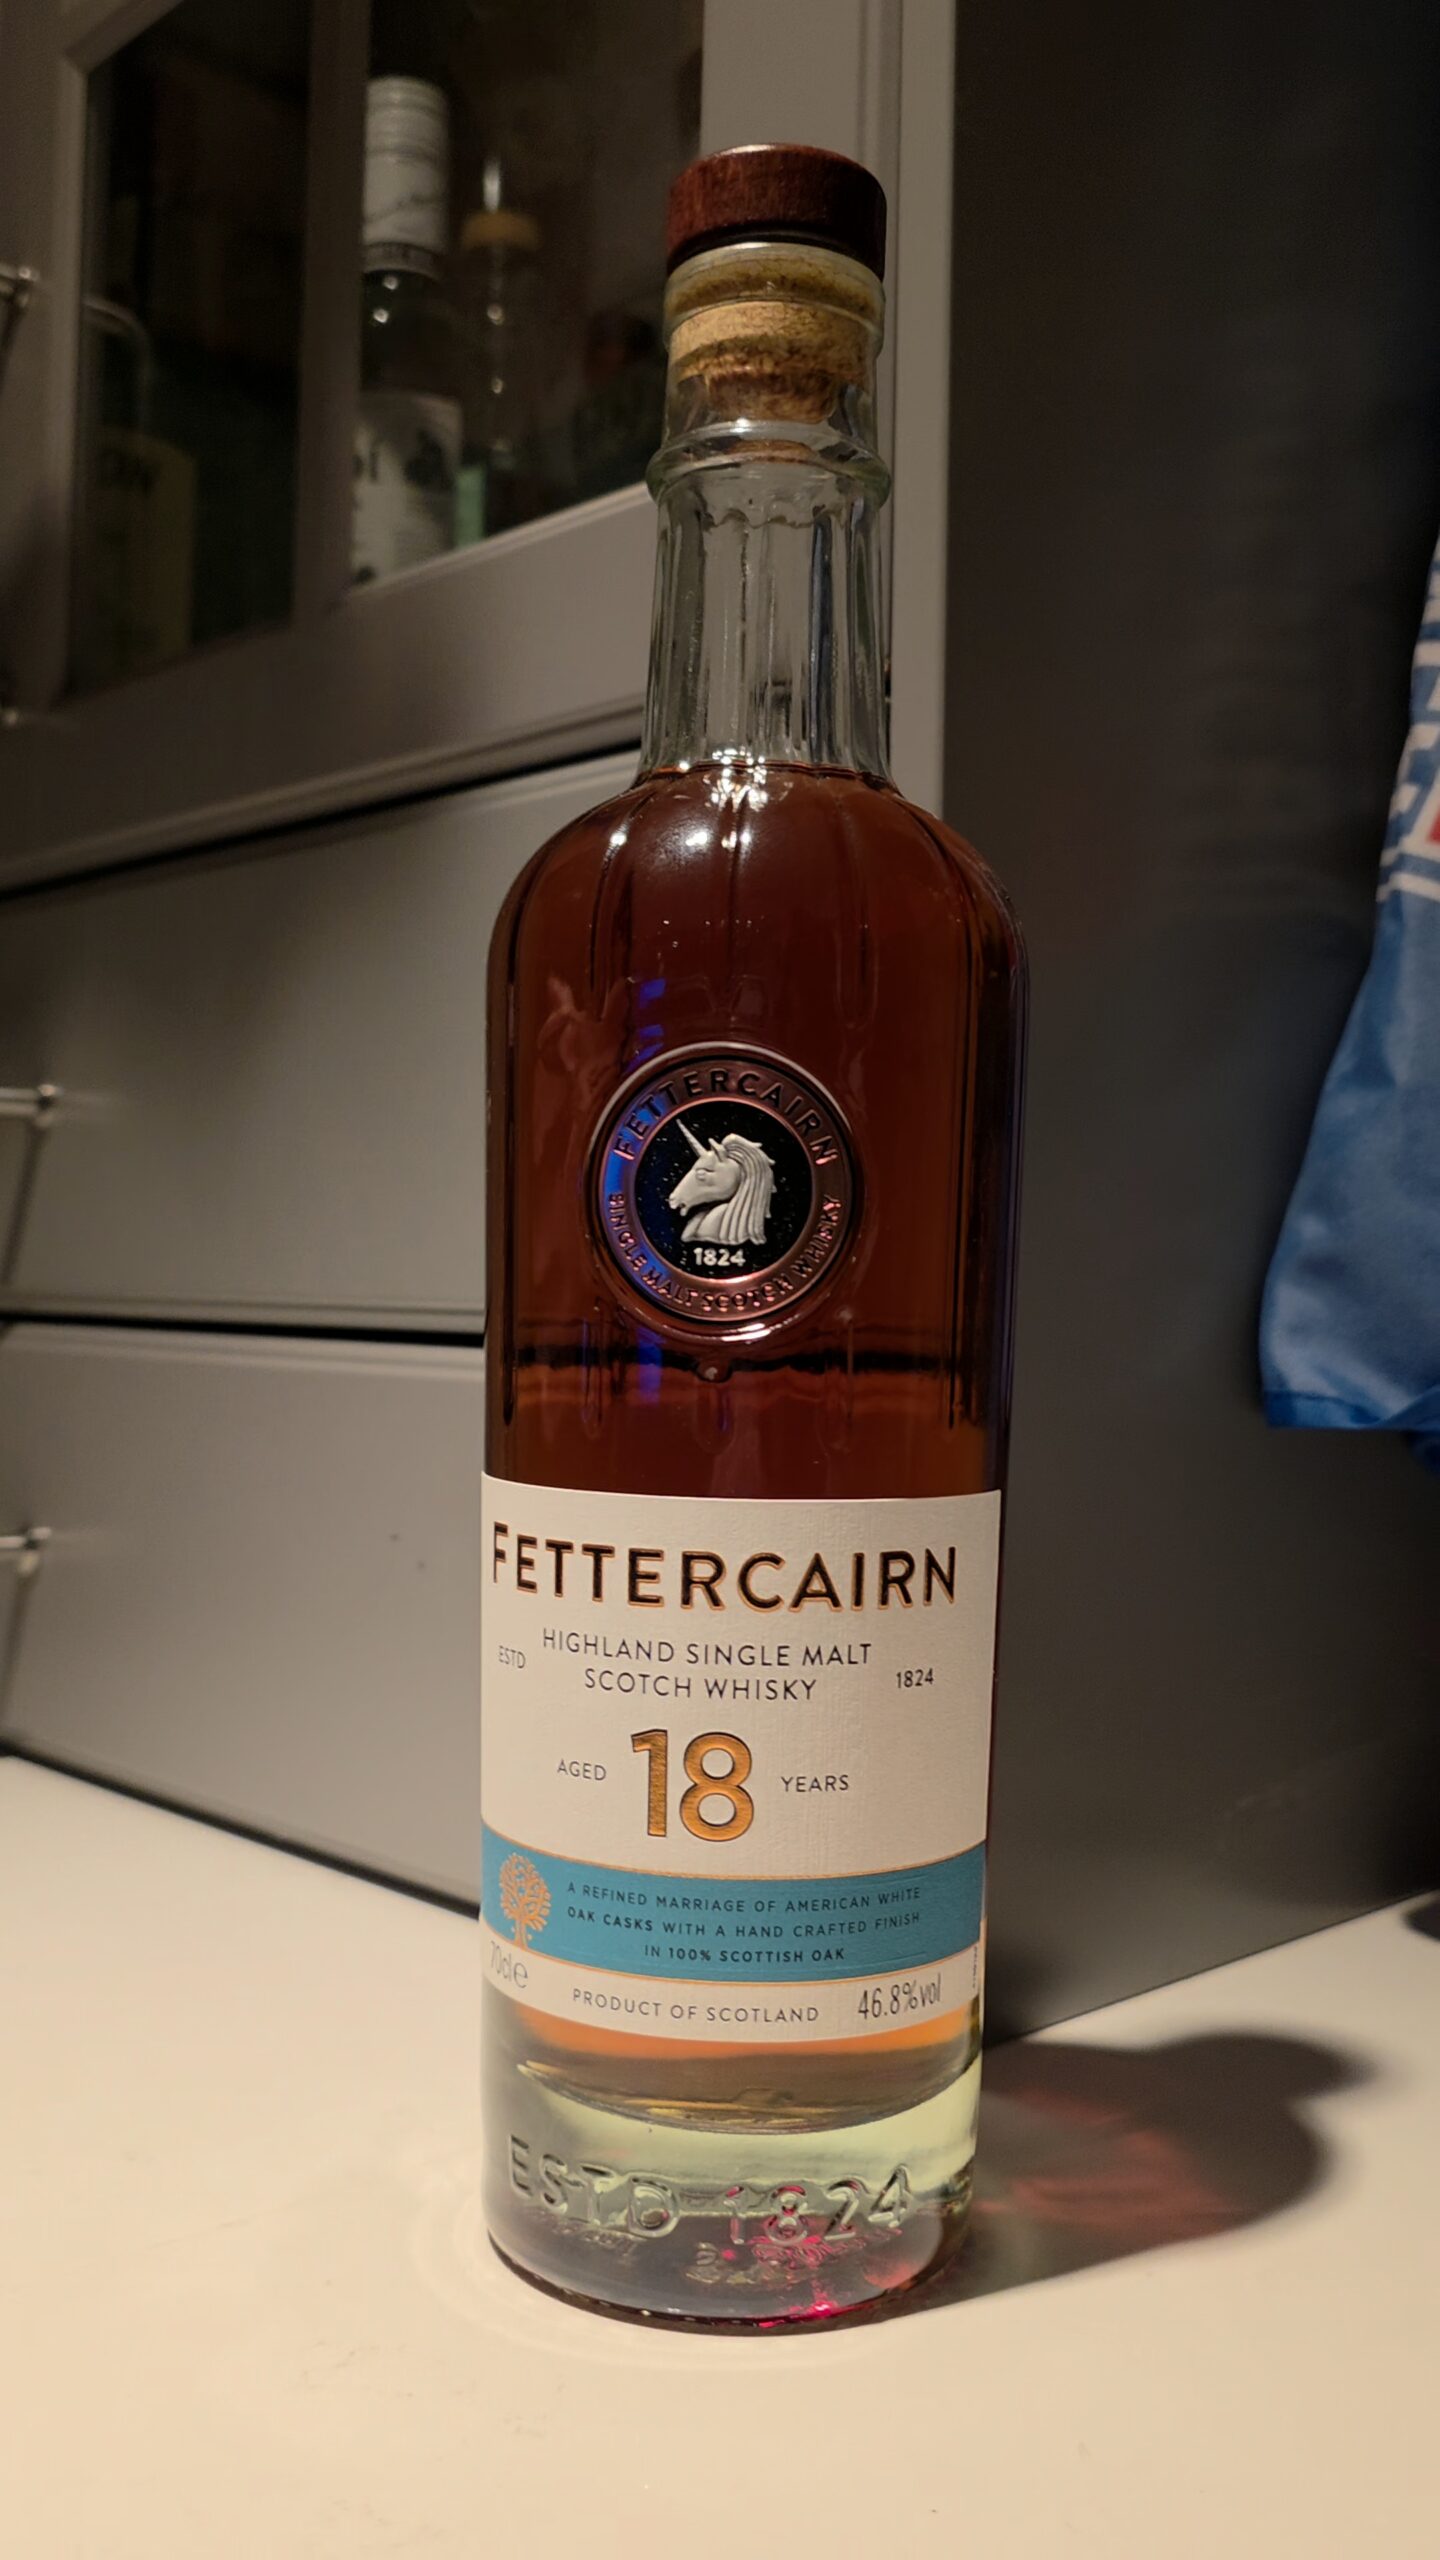 FETTERCAIRN
1824
SINGLE MALT SCOTCH WHISKY
FETTERCAIRN
ESTD HIGHLAND SINGLE MALT
SCOTCH WHISKY 1824
AGED 18 YEARS
A REFINED MARRIAGE OF AMERICAN WHITE
OAK CASKS WITH A HAND CRAFTED FINISH
IN 100% SCOTTISH OAK
70cl e PRODUCT OF SCOTLAND 46.8%vol
ESTD 1824